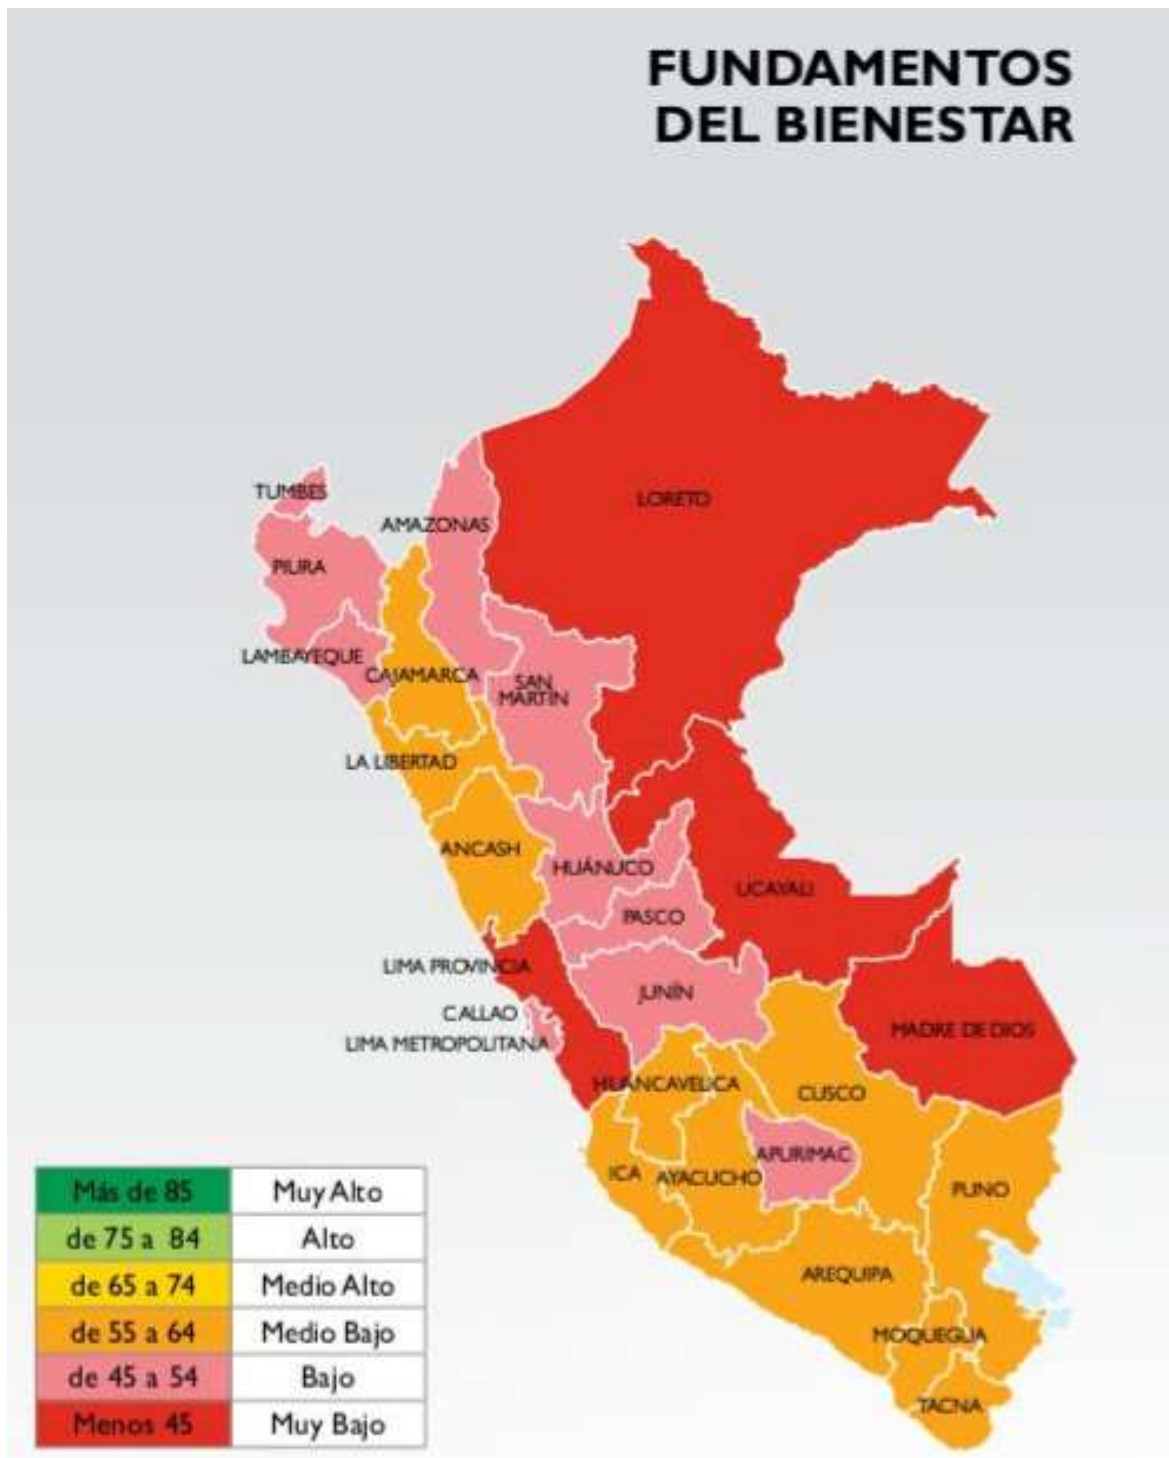 FUNDAMENTOS
DEL BIENESTAR
LORETO
TUMBES
AMAZONAS
PIURA
LAMBAYEQUE
CAJAMARCA
SAN
MARTIN
LA LIBERTAD
ANCASH
HUÁNUCO
UCAYALI
PASCO
LIMA PROVINCIA
JUNÍN
CALLAO
MADRE DE DIOS
LIMA METROPOLITANA
HUANCAVELICA
CUSCO
APURIMAC
ICA
AYACUCHO
PUNO
AREQUIPA
MOQUEGUA
TACNA
Más de 85 Muy Alto
de 75 a 84 Alto
de 65 a 74 Medio Alto
de 55 a 64 Medio Bajo
de 45 a 54 Bajo
Menos 45 Muy Bajo